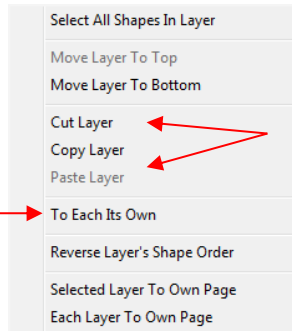 Select All Shapes In Layer
Move Layer To Top
Move Layer To Bottom
Cut Layer
Copy Layer
Paste Layer
To Each Its Own
Reverse Layer's Shape Order
Selected Layer To Own Page
Each Layer To Own Page